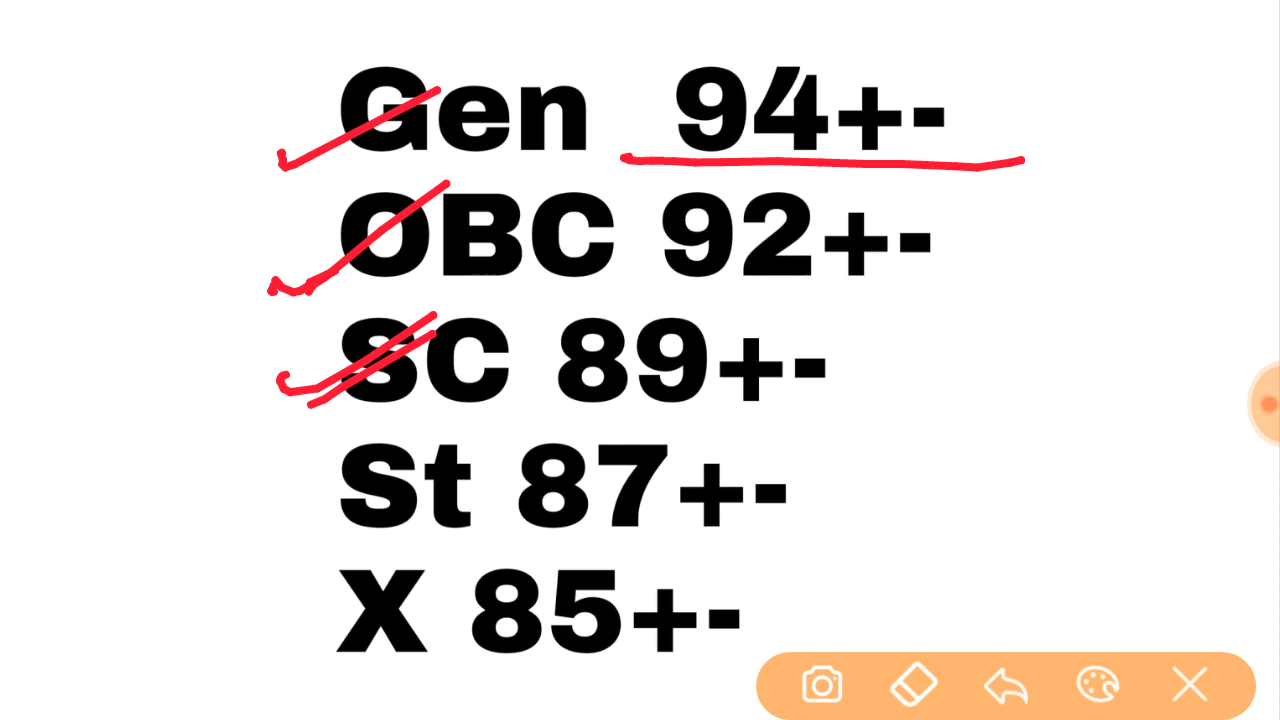 Gen 94+-
OBC 92+-
SC 89+-
St 87+-
X 85+-